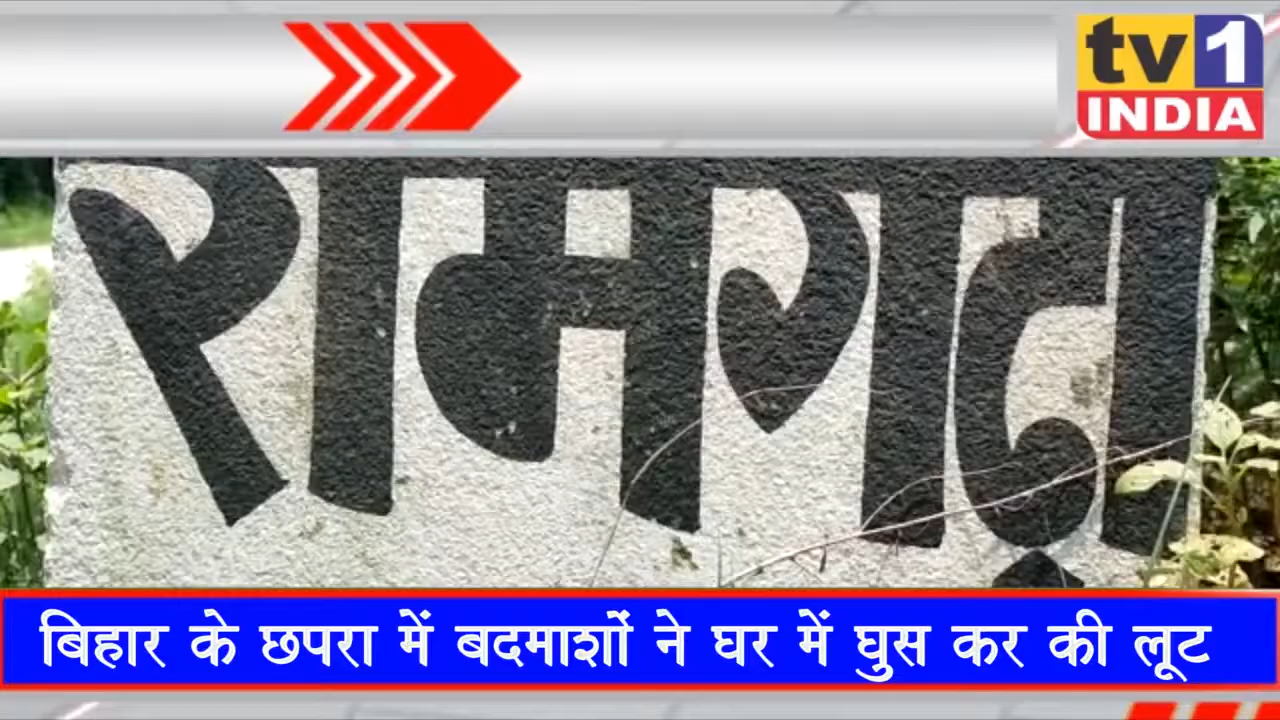 tv1
INDIA
रामगढ़ा
बिहार के छपरा में बदमाशों ने घर में घुस कर की लूट